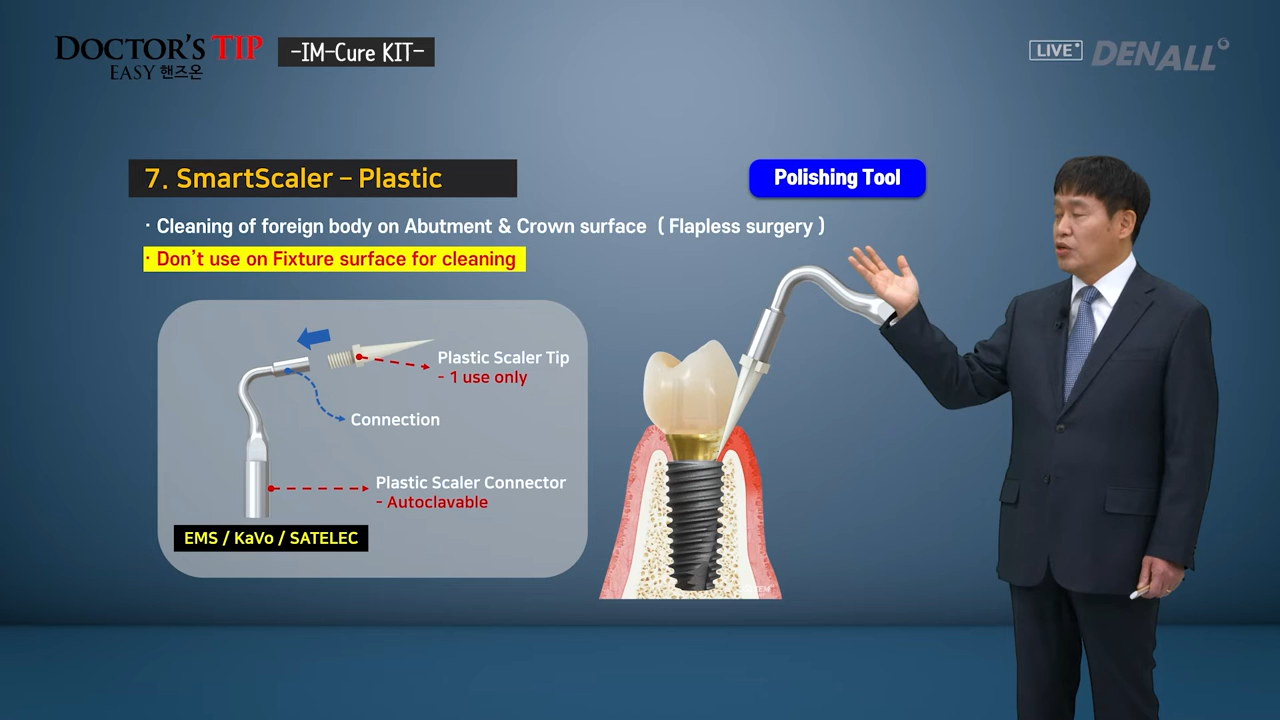 DOCTOR'S TIP
EASY 핸즈온
-IM-Cure KIT-
LIVE
DENALL
7. SmartScaler – Plastic
Polishing Tool
· Cleaning of foreign body on Abutment & Crown surface ( Flapless surgery )
· Don't use on Fixture surface for cleaning
Plastic Scaler Tip
- 1 use only
Connection
Plastic Scaler Connector
- Autoclavable
EMS / KaVo / SATELEC